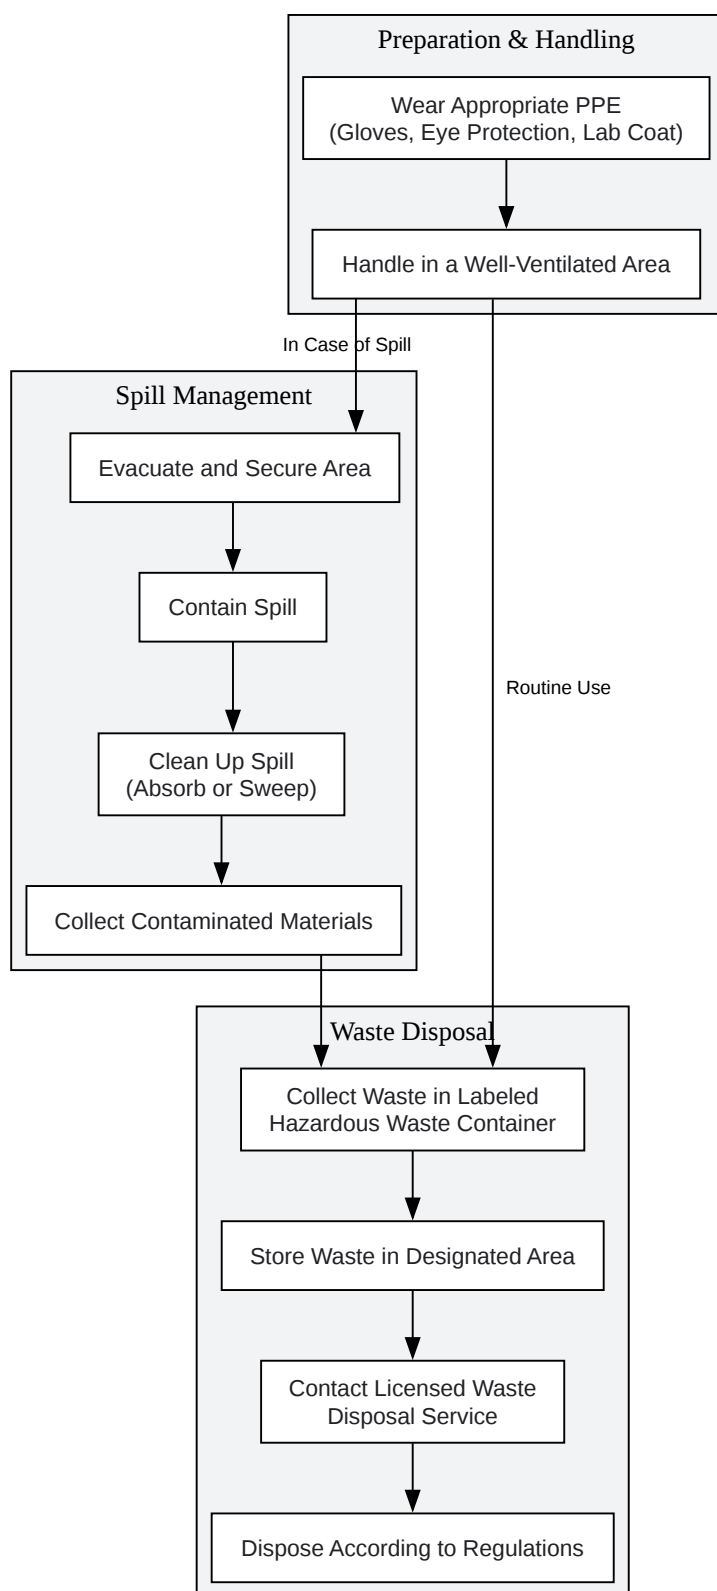 Preparation & Handling
Wear Appropriate PPE
(Gloves, Eye Protection, Lab Coat)
Handle in a Well-Ventilated Area
In Case of Spill
Spill Management
Evacuate and Secure Area
Contain Spill
Routine Use
Clean Up Spill
(Absorb or Sweep)
Collect Contaminated Materials
Waste Disposal
Collect Waste in Labeled
Hazardous Waste Container
Store Waste in Designated Area
Contact Licensed Waste
Disposal Service
Dispose According to Regulations